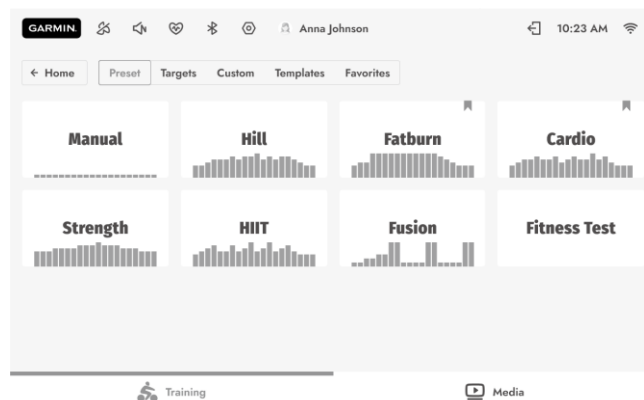 GARMIN. Anna Johnson 10:23 AM
← Home Preset Targets Custom Templates Favorites
Manual Hill Fatburn Cardio
Strength HIIT Fusion Fitness Test
Training Media